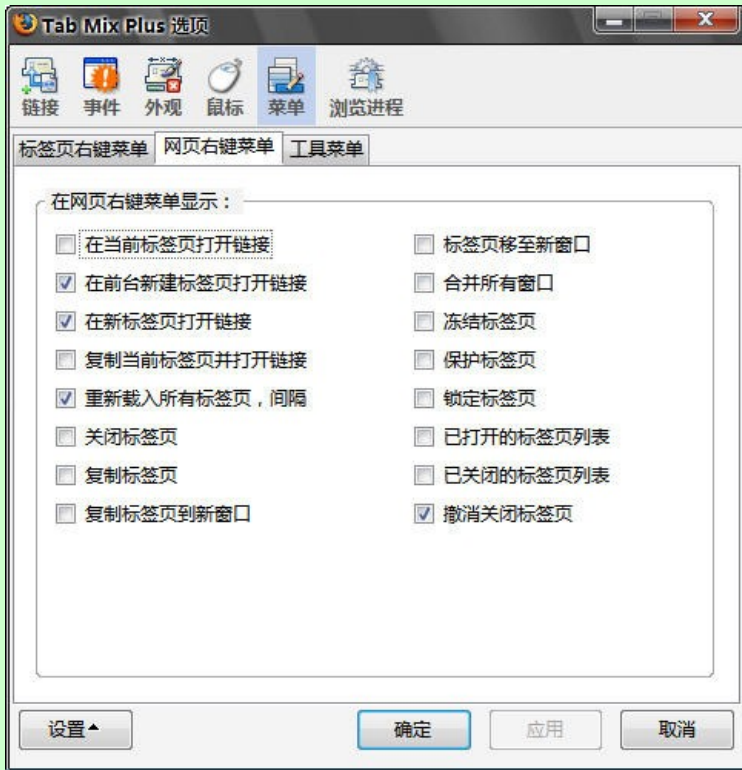 Tab Mix Plus 选项
链接 事件 外观 鼠标 菜单 浏览进程
标签页右键菜单 网页右键菜单 工具菜单
在网页右键菜单显示：
在当前标签页打开链接
在前台新建标签页打开链接
在新标签页打开链接
复制当前标签页并打开链接
重新载入所有标签页，间隔
关闭标签页
复制标签页
复制标签页到新窗口
标签页移至新窗口
合并所有窗口
冻结标签页
保护标签页
锁定标签页
已打开的标签页列表
已关闭的标签页列表
撤消关闭标签页
设置 确定 应用 取消